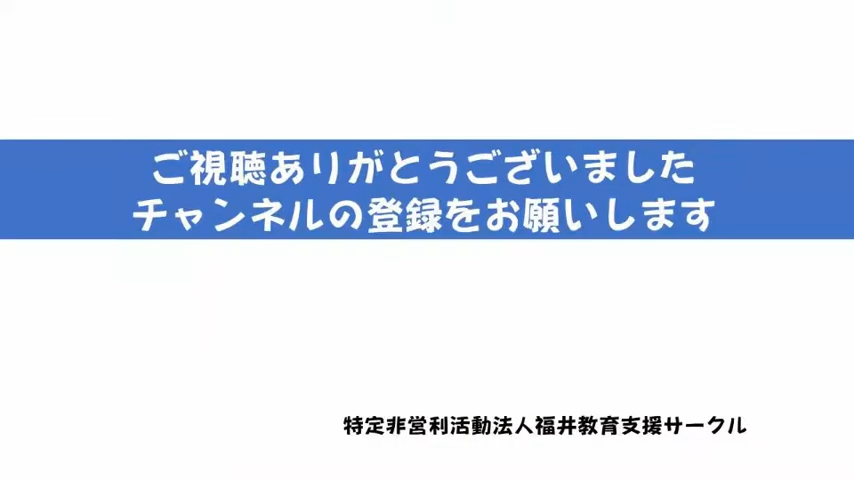 ご視聴ありがとうございました
チャンネルの登録をお願いします
特定非営利活動法人福井教育支援サークル